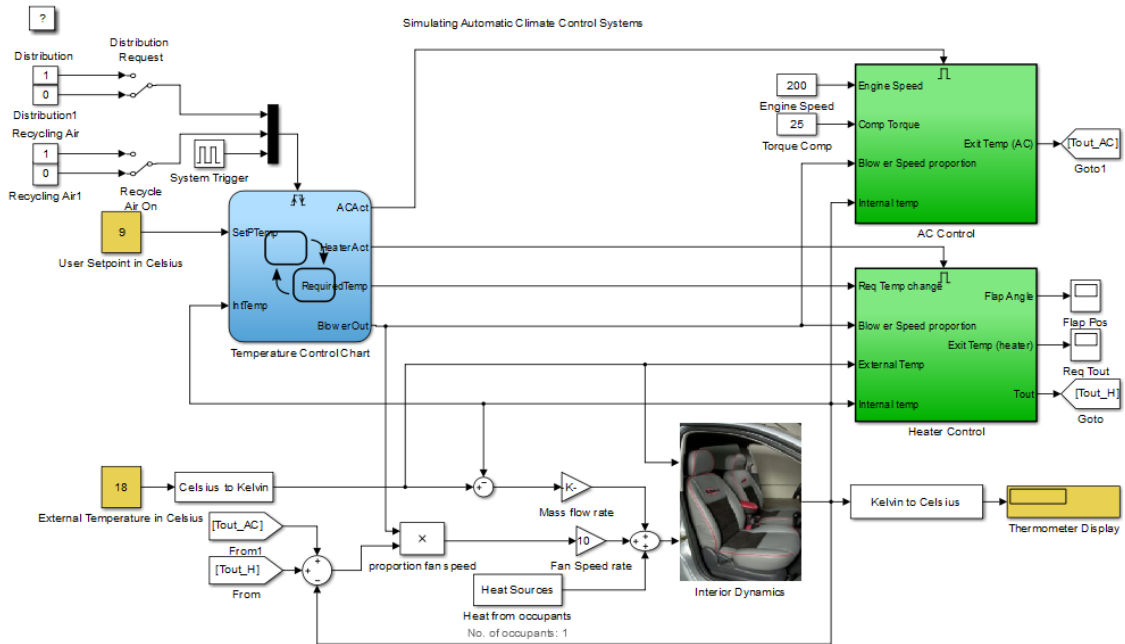 ?
Simulating Automatic Climate Control Systems
Distribution
Distribution
Request
1
0
Distribution1
Recycling Air
1
0
Recycling Air1
Recycle
Air On
System Trigger
9
User Setpoint in Celsius
SetPTemp
IntTemp
ACAct
HeaterAct
RequiredTemp
BlowerOut
Temperature Control Chart
200
Engine Speed
25
Torque Comp
Engine Speed
Comp Torque
Blower Speed proportion
Internal temp
Exit Temp (AC)
AC Control
[Tout_AC]
Goto1
Req Temp change
Blower Speed proportion
External Temp
Internal temp
Flap Angle
Exit Temp (heater)
Tout
Heater Control
Flap Pos
Req Tout
[Tout_H]
Goto
18
External Temperature in Celsius
Celsius to Kelvin
[Tout_AC]
From1
[Tout_H]
From
×
proportion fan speed
-K-
Mass flow rate
10
Fan Speed rate
Heat Sources
Heat from occupants
No. of occupants: 1
Interior Dynamics
Kelvin to Celsius
Thermometer Display